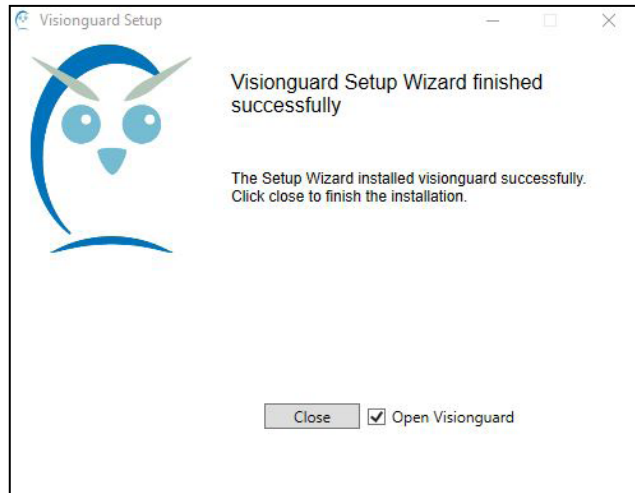 Visionguard Setup
Visionguard Setup Wizard finished
successfully
The Setup Wizard installed visionguard successfully.
Click close to finish the installation.
Close Open Visionguard